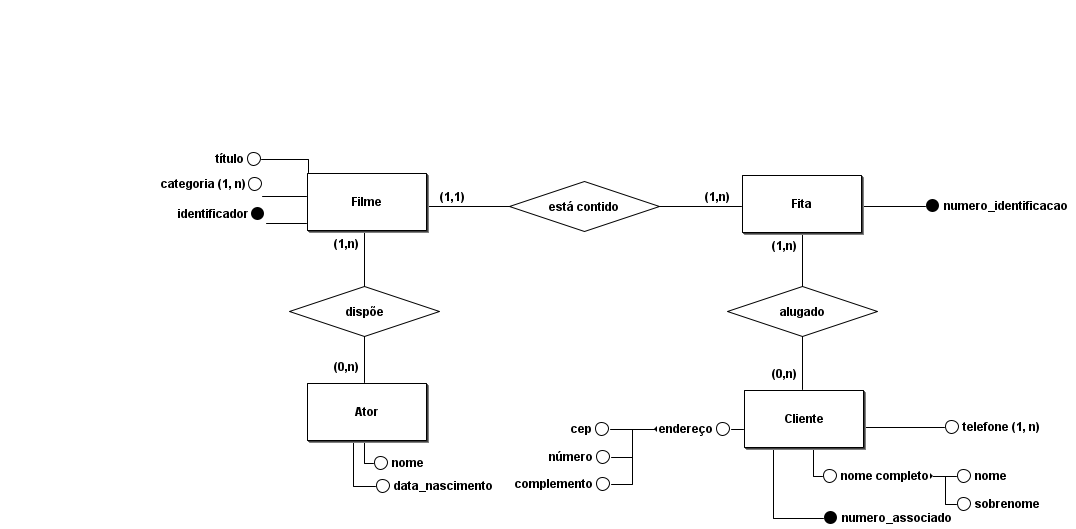 título
categoria (1, n)
identificador
Filme
(1,1)
está contido
(1,n)
Fita
numero_identificacao
(1,n)
(1,n)
dispõe
alugado
(0,n)
(0,n)
Ator
Cliente
cep
endereço
telefone (1, n)
número
nome
nome completo
nome
complemento
data_nascimento
sobrenome
numero_associado